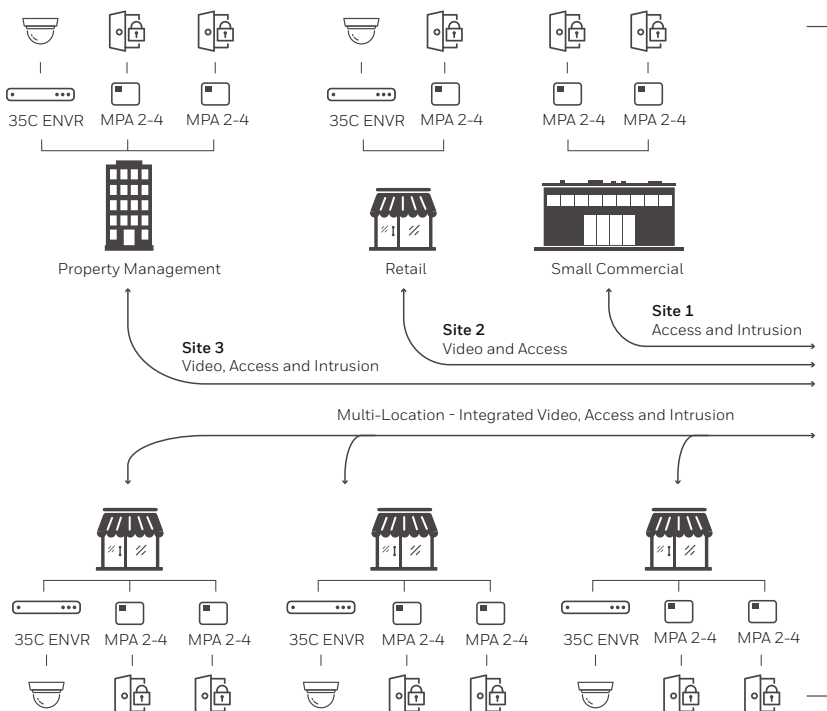 35C ENVR MPA 2-4 MPA 2-4
35C ENVR MPA 2-4
MPA 2-4 MPA 2-4
Property Management
Retail
Small Commercial
Site 1
Access and Intrusion
Site 2
Video and Access
Site 3
Video, Access and Intrusion
Multi-Location - Integrated Video, Access and Intrusion
35C ENVR MPA 2-4 MPA 2-4
35C ENVR MPA 2-4 MPA 2-4
35C ENVR MPA 2-4 MPA 2-4